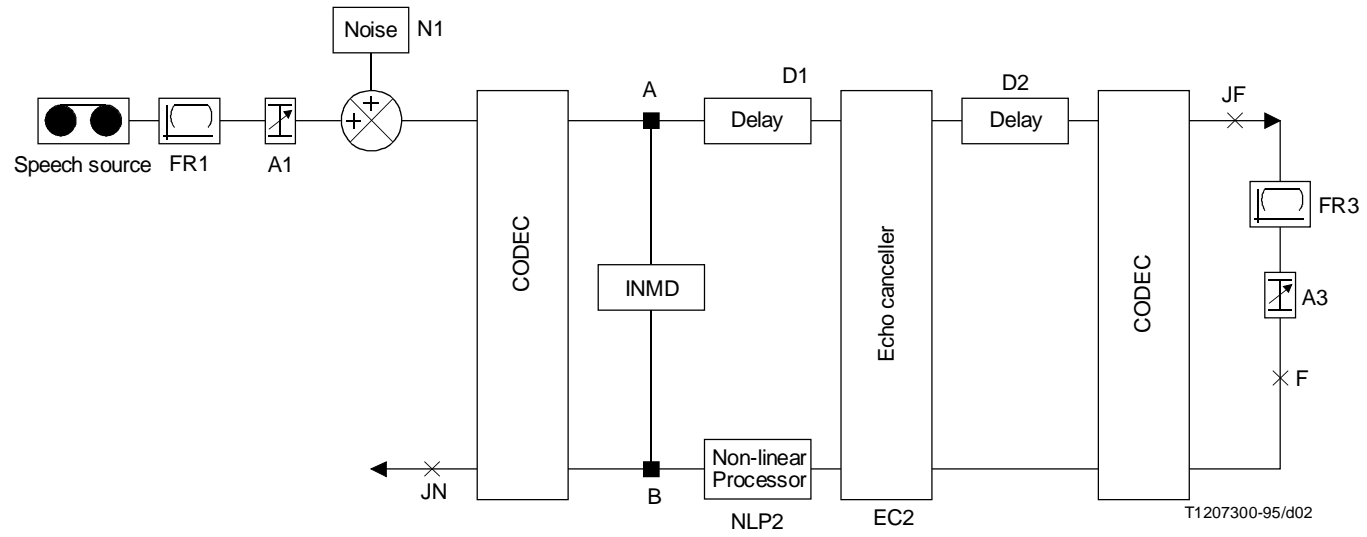 Noise N1
D1
D2
A
JF
Delay
Delay
Speech source
FR1
A1
FR3
CODEC
INMD
Echo canceller
CODEC
A3
F
Non-linear
Processor
JN
B
NLP2
EC2
T1207300-95/d02